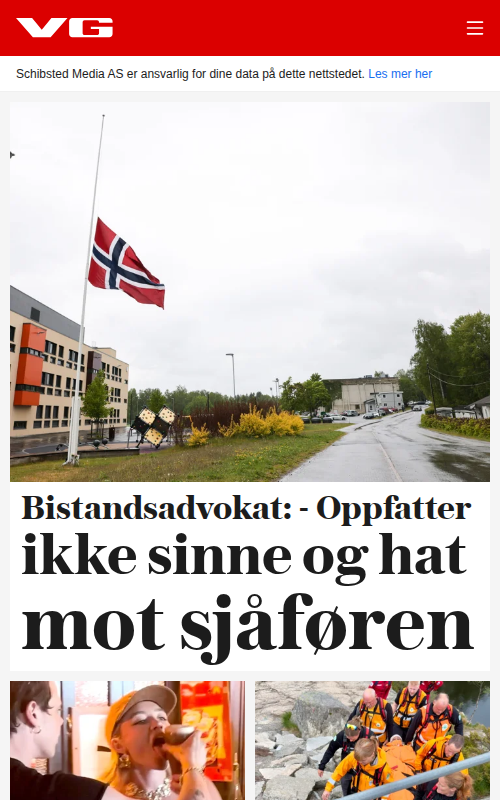 VG
Schibsted Media AS er ansvarlig for dine data på dette nettstedet. Les mer her
Bistandsadvokat: - Oppfatter
ikke sinne og hat
mot sjåføren